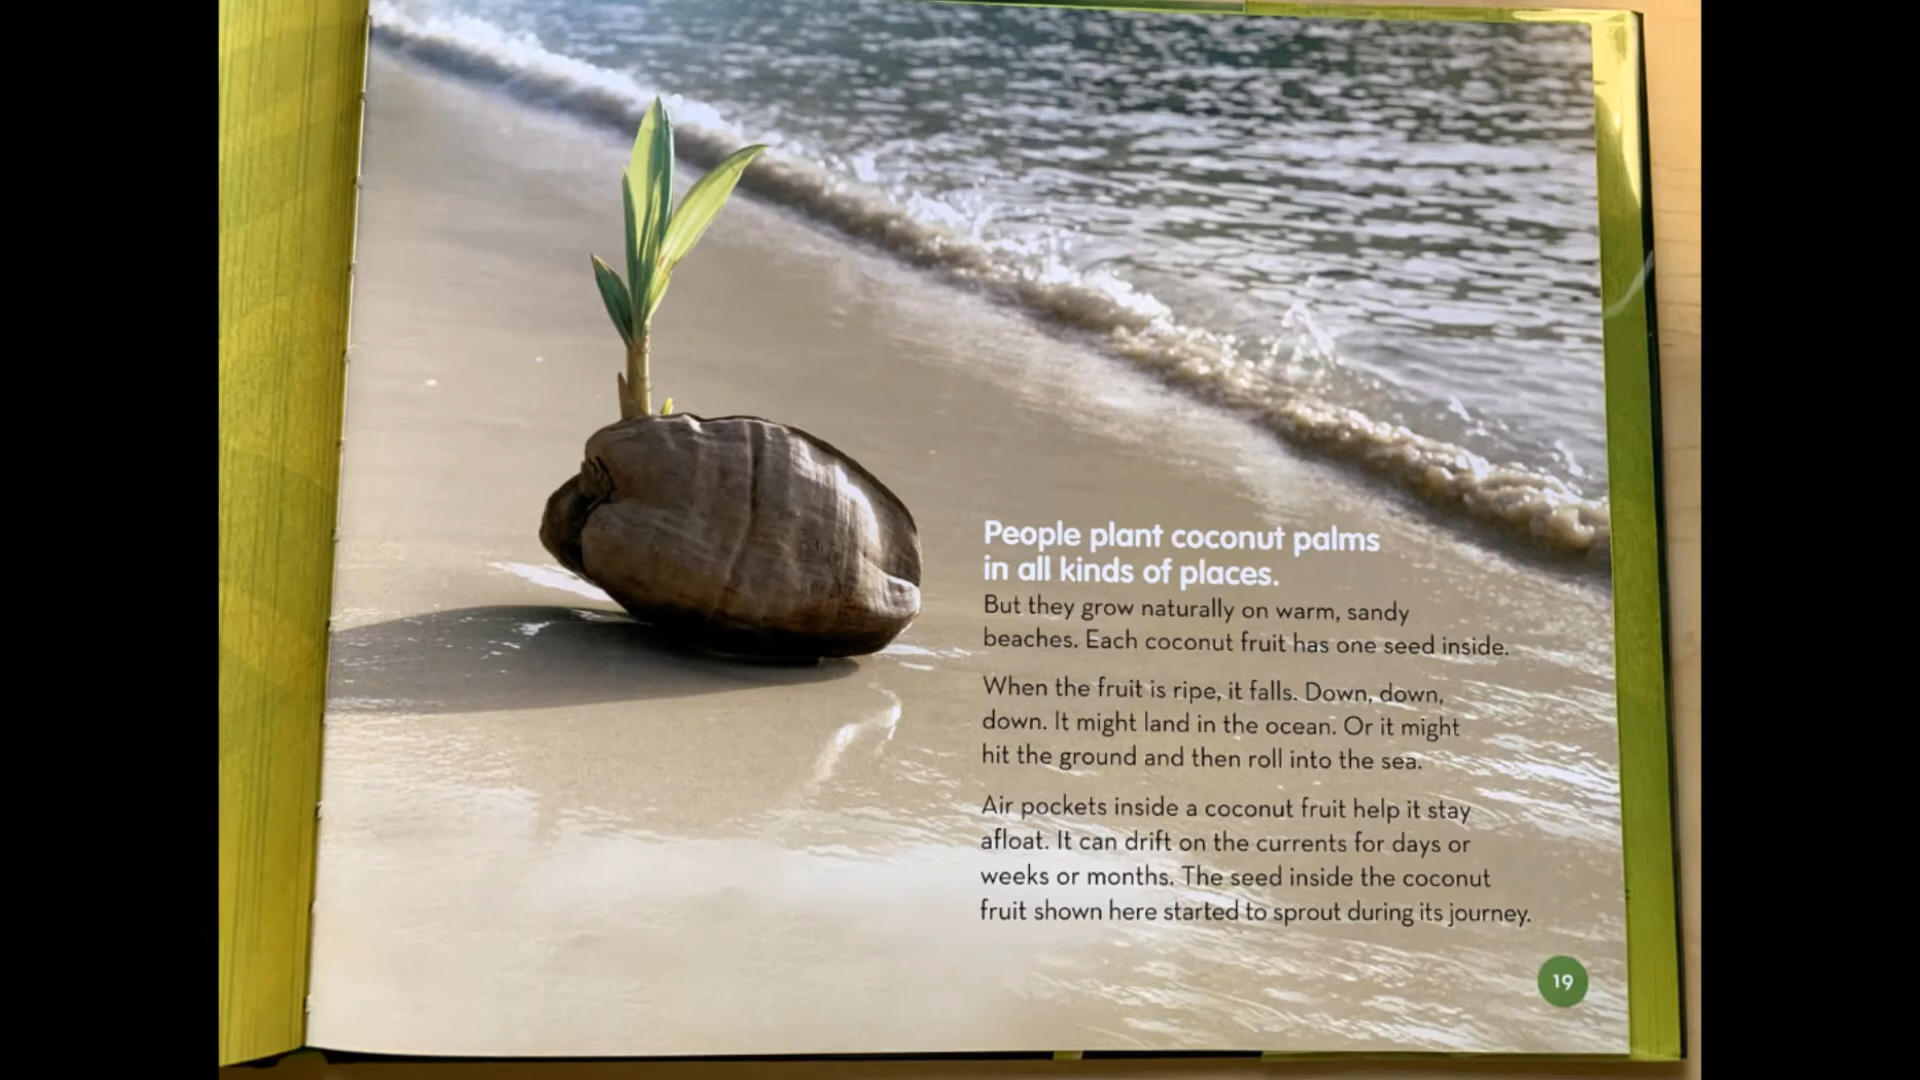 People plant coconut palms
in all kinds of places.
But they grow naturally on warm, sandy
beaches. Each coconut fruit has one seed inside.
When the fruit is ripe, it falls. Down, down,
down. It might land in the ocean. Or it might
hit the ground and then roll into the sea.
Air pockets inside a coconut fruit help it stay
afloat. It can drift on the currents for days or
weeks or months. The seed inside the coconut
fruit shown here started to sprout during its journey.
19